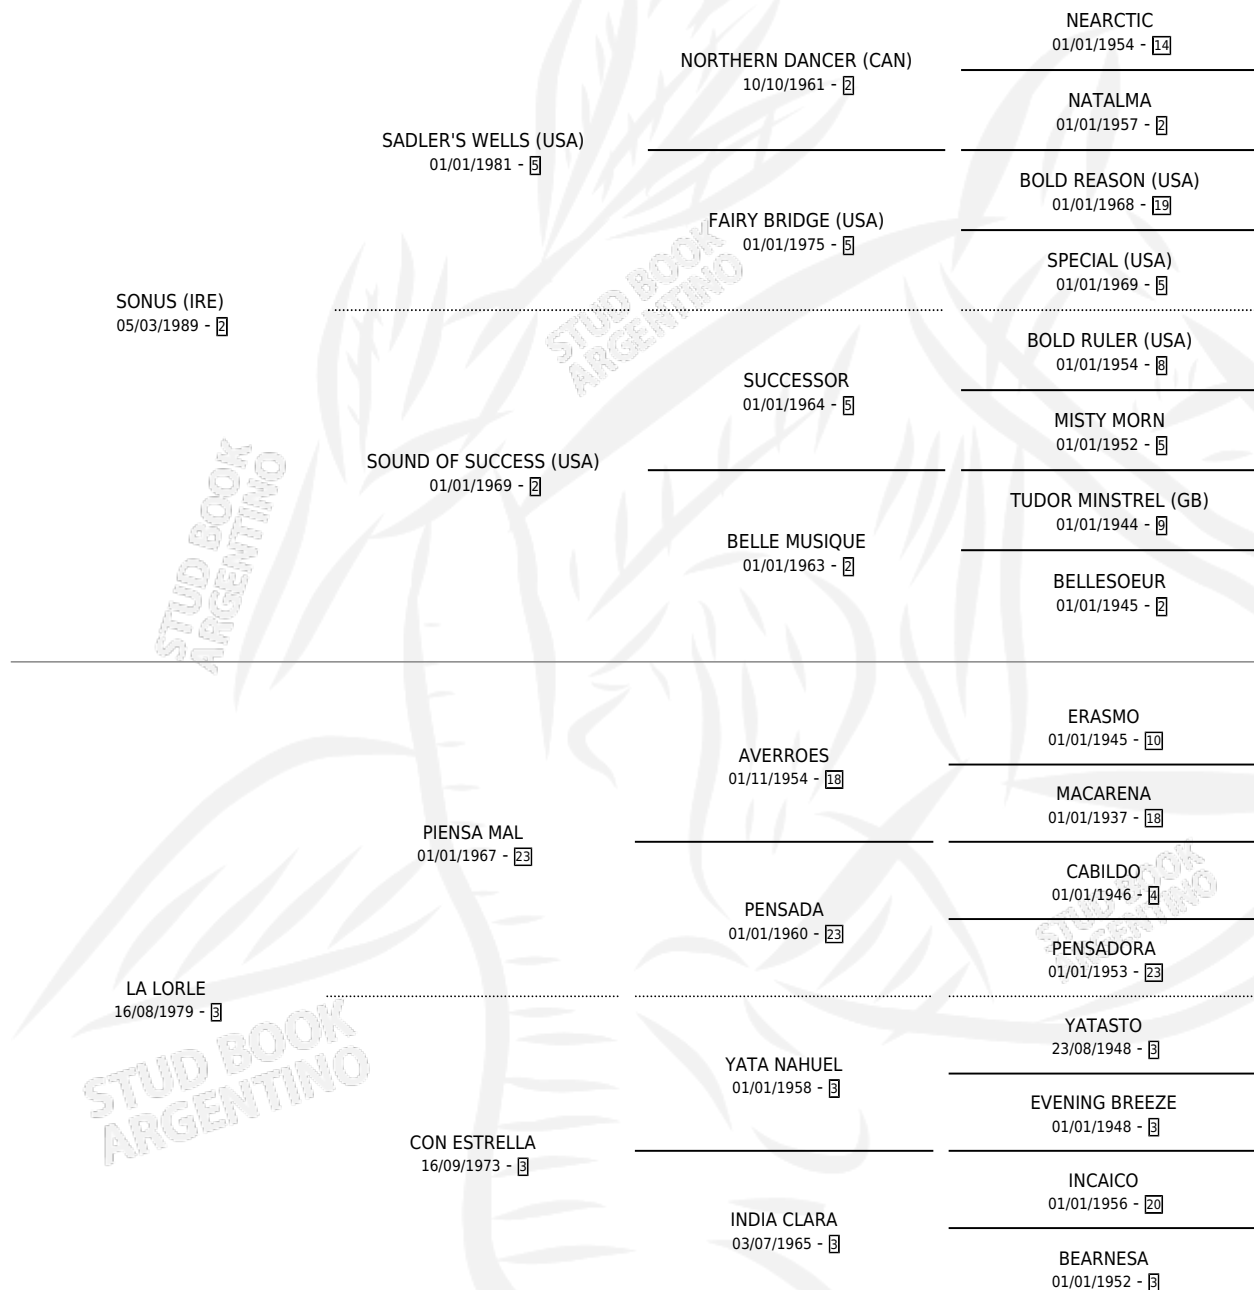 NEARCTIC
01/01/1954 - 14
NORTHERN DANCER (CAN)
10/10/1961 - 2
NATALMA
01/01/1957 - 2
SADLER'S WELLS (USA)
01/01/1981 - 5
BOLD REASON (USA)
01/01/1968 - 19
FAIRY BRIDGE (USA)
01/01/1975 - 5
SPECIAL (USA)
01/01/1969 - 5
SONUS (IRE)
05/03/1989 - 2
STUD BOOK
ARGENTINO
BOLD RULER (USA)
01/01/1954 - 8
SUCCESSOR
01/01/1964 - 5
MISTY MORN
01/01/1952 - 5
SOUND OF SUCCESS (USA)
01/01/1969 - 2
TUDOR MINSTREL (GB)
01/01/1944 - 9
BELLE MUSIQUE
01/01/1963 - 2
BELLESOEUR
01/01/1945 - 2
STUD BOOK
ARGENTINO
ERASMO
01/01/1945 - 10
AVERROES
01/11/1954 - 18
MACARENA
01/01/1937 - 18
PIENSA MAL
01/01/1967 - 23
CABILDO
01/01/1946 - 4
PENSADA
01/01/1960 - 23
PENSADORA
01/01/1953 - 23
STUD BOOK
ARGENTINO
LA LORLE
16/08/1979 - 3
YATASTO
23/08/1948 - 3
YATA NAHUEL
01/01/1958 - 3
EVENING BREEZE
01/01/1948 - 3
STUD BOOK
ARGENTINO
CON ESTRELLA
16/09/1973 - 3
INCAICO
01/01/1956 - 20
INDIA CLARA
03/07/1965 - 3
BEARNESA
01/01/1952 - 3